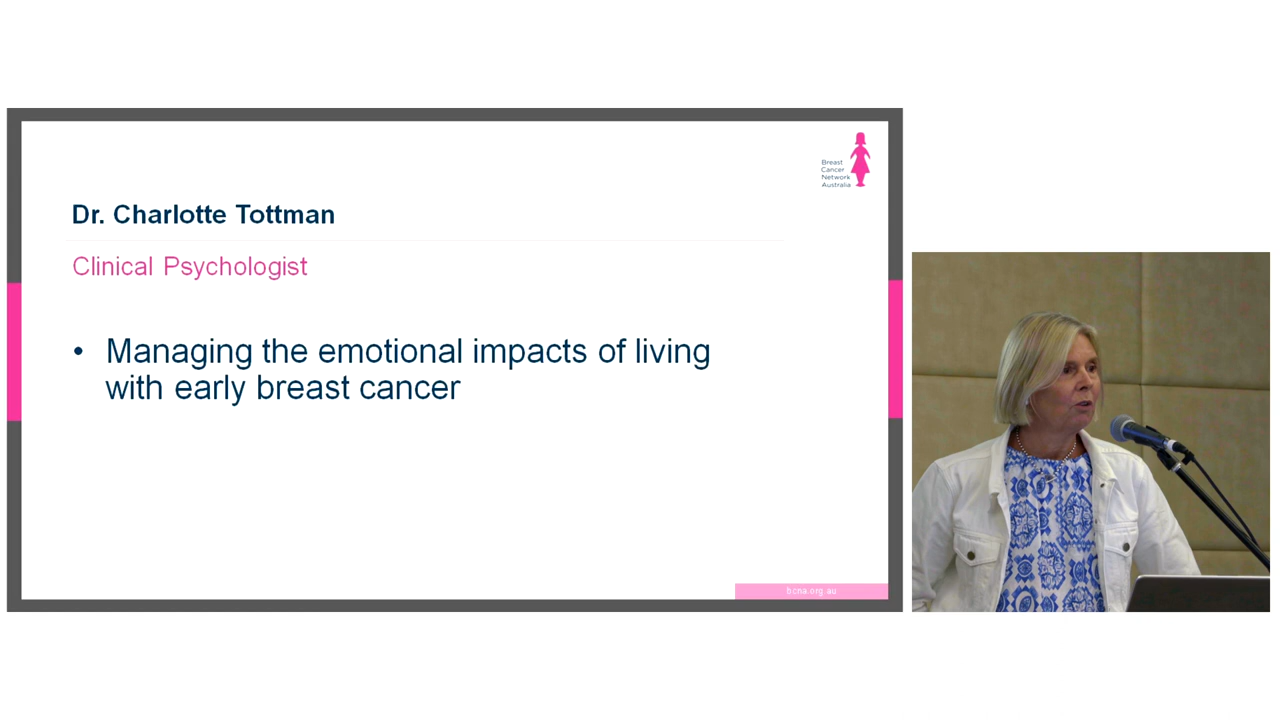 Breast
Cancer
Network
Australia
Dr. Charlotte Tottman
Clinical Psychologist
• Managing the emotional impacts of living
with early breast cancer
bcna.org.au